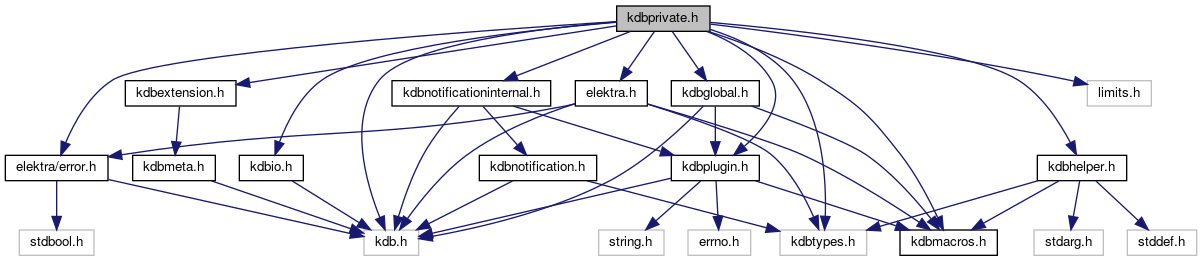 kdbprivate.h
kdbextension.h
kdbnotificationinternal.h
elektra.h
kdbglobal.h
limits.h
elektra/error.h
kdbmeta.h
kdbio.h
kdbnotification.h
kdbplugin.h
kdbhelper.h
stdbool.h
kdb.h
string.h
errno.h
kdbtypes.h
kdbmacros.h
stdarg.h
stddef.h